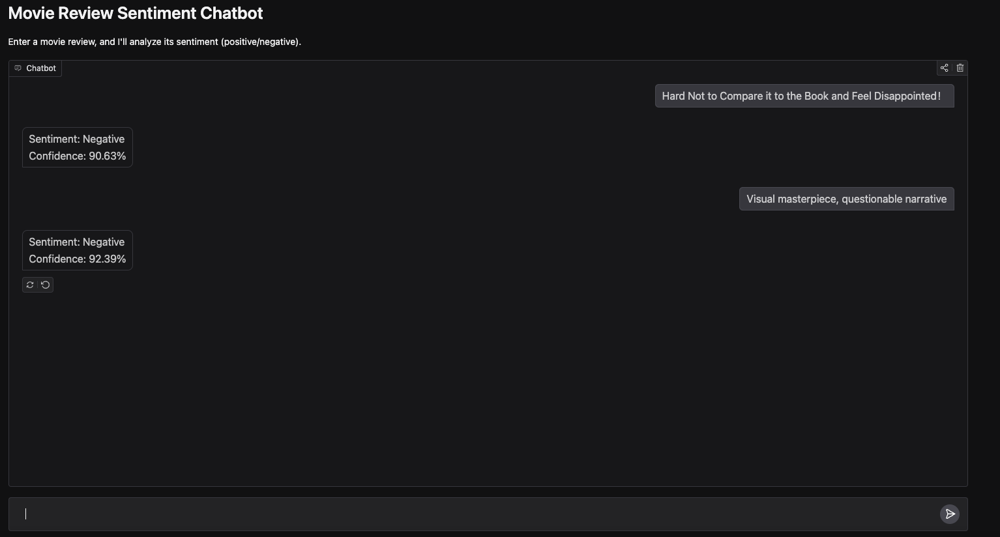 Movie Review Sentiment Chatbot
Enter a movie review, and I'll analyze its sentiment (positive/negative).
Chatbot
Hard Not to Compare it to the Book and Feel Disappointed!
Sentiment: Negative
Confidence: 90.63%
Visual masterpiece, questionable narrative
Sentiment: Negative
Confidence: 92.39%